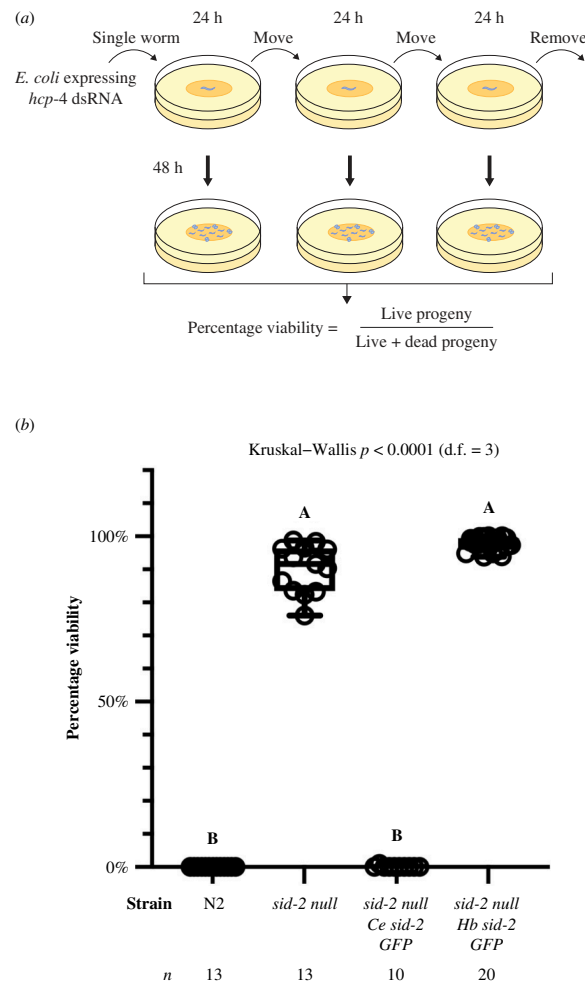 (a)
24 h 24 h 24 h
Single worm Move Move Remove
E. coli expressing
hcp-4 dsRNA
48 h
Percentage viability = Live progeny
Live + dead progeny
(b)
Kruskal–Wallis p < 0.0001 (d.f. = 3)
A
A
100%
Percentage viability
50%
B
B
0%
Strain N2 sid-2 null sid-2 null sid-2 null
Ce sid-2 Hb sid-2
GFP GFP
n 13 13 10 20